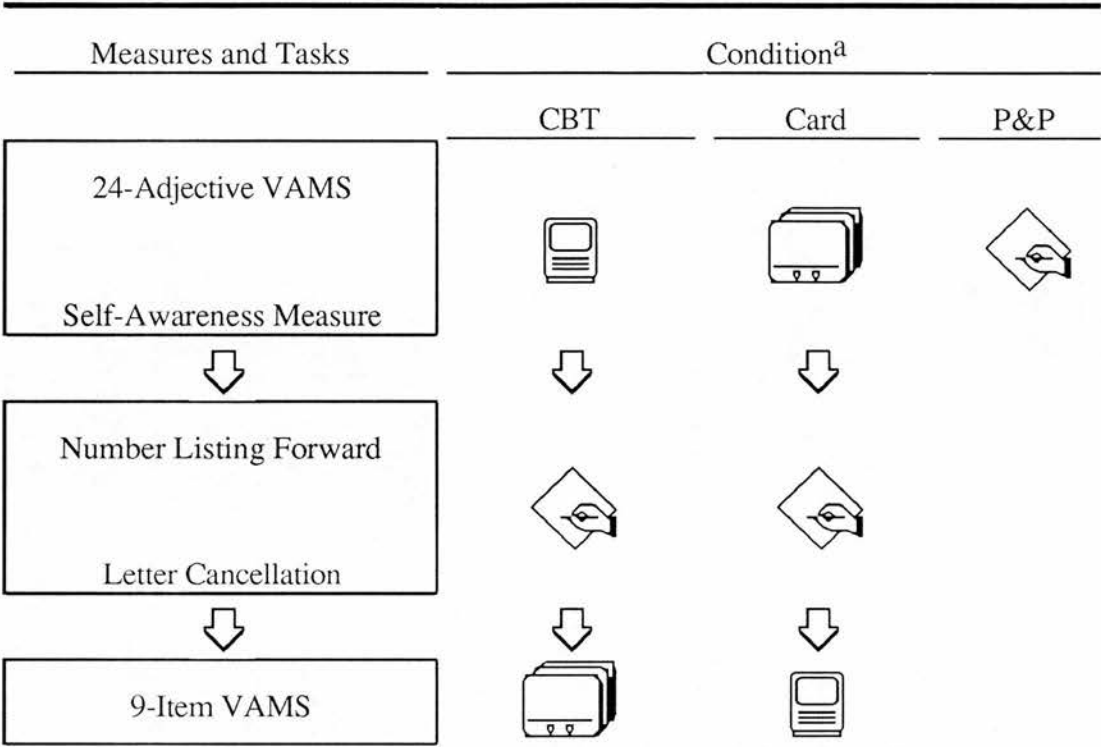 Measures and Tasks
Conditionᵃ
CBT
Card
P&P
24-Adjective VAMS
Self-Awareness Measure
Number Listing Forward
Letter Cancellation
9-Item VAMS